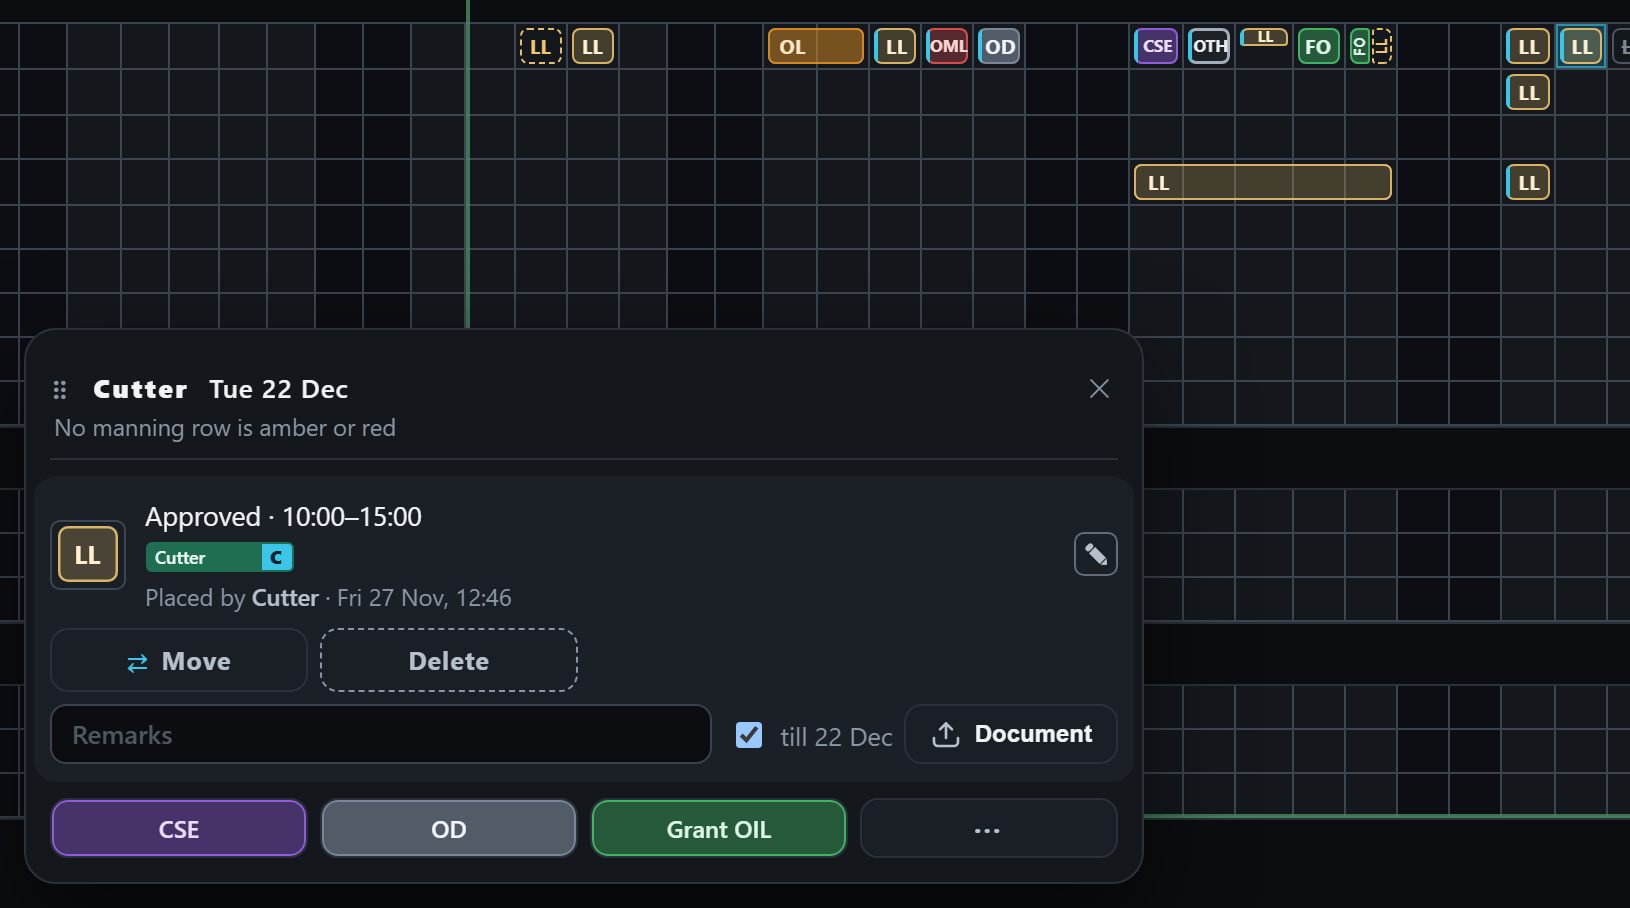 LL LL OL LL OML OD CSE OTH LL FO FO LL LL LL
LL
LL LL
Cutter Tue 22 Dec
No manning row is amber or red
LL
Approved · 10:00–15:00
Cutter C
Placed by Cutter · Fri 27 Nov, 12:46
⇄ Move Delete
Remarks till 22 Dec Document
CSE OD Grant OIL ...